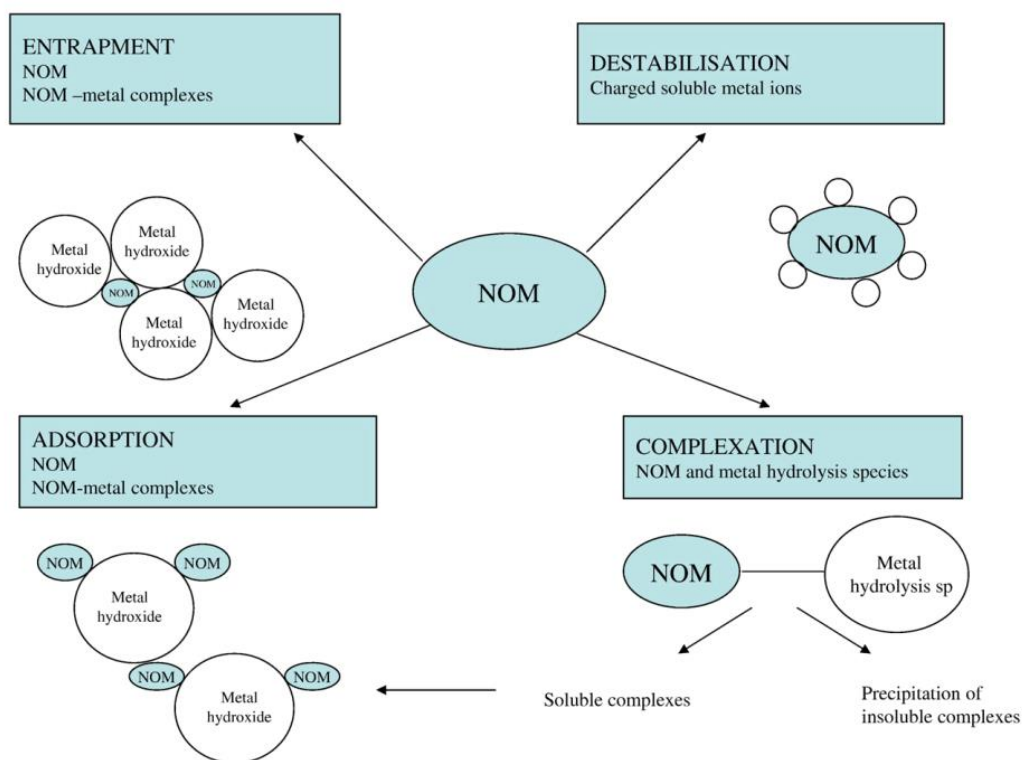 ENTRAPMENT
NOM
NOM –metal complexes
DESTABILISATION
Charged soluble metal ions
Metal
hydroxide
Metal
hydroxide
NOM
NOM
Metal
hydroxide
Metal
hydroxide
NOM
NOM
ADSORPTION
NOM
NOM-metal complexes
COMPLEXATION
NOM and metal hydrolysis species
NOM
NOM
Metal
hydroxide
NOM
NOM
Metal
hydroxide
NOM
Metal
hydrolysis sp
Soluble complexes
Precipitation of
insoluble complexes